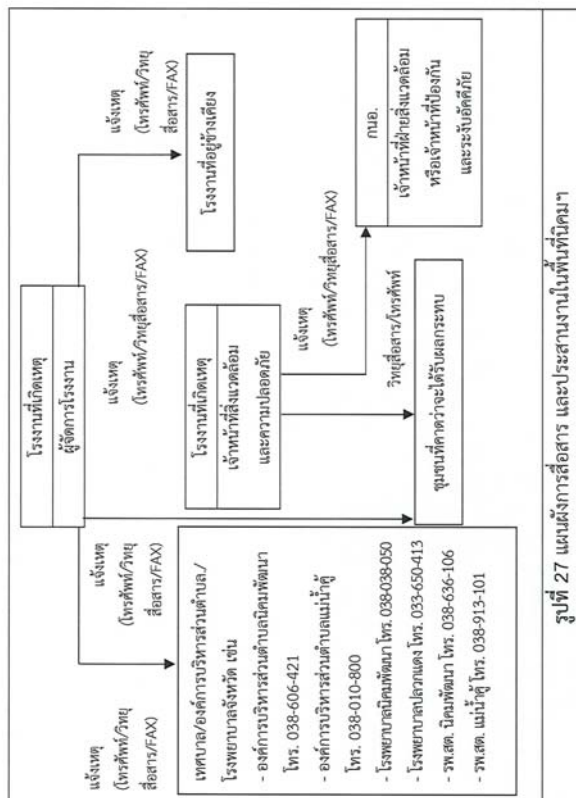 โรงงานที่เกิดเหตุ
ผู้จัดการโรงงาน
แจ้งเหตุ
(โทรศัพท์/วิทยุ
สื่อสาร/FAX)
แจ้งเหตุ
(โทรศัพท์/วิทยุ
สื่อสาร/FAX)
แจ้งเหตุ
(โทรศัพท์/วิทยุสื่อสาร/FAX)
แจ้งเหตุ
(โทรศัพท์/วิทยุ
สื่อสาร/FAX)
โรงงานที่อยู่ข้างเคียง
เทศบาล/องค์การบริหารส่วนตำบล/
โรงพยาบาลจังหวัด เช่น
- องค์การบริหารส่วนตำบลนิคมพัฒนา
โทร. 038-606-421
- องค์การบริหารส่วนตำบลแม่น้ำคู้
โทร. 038-010-800
- โรงพยาบาลนิคมพัฒนา โทร. 038-038-050
- โรงพยาบาลปลวกแดง โทร. 033-650-413
- รพ.สต. นิคมพัฒนา โทร. 038-636-106
- รพ.สต. แม่น้ำคู้ โทร. 038-913-101
โรงงานที่เกิดเหตุ
เจ้าหน้าที่สิ่งแวดล้อม
และความปลอดภัย
แจ้งเหตุ
(โทรศัพท์/วิทยุสื่อสาร/FAX)
วิทยุสื่อสาร/โทรศัพท์
ชุมชนที่คาดว่าจะได้รับผลกระทบ
กนอ.
เจ้าหน้าที่ฝ่ายสิ่งแวดล้อม
หรือเจ้าหน้าที่ป้องกัน
และระงับอัคคีภัย
รูปที่ 27 แผนผังการสื่อสาร และประสานงานในพื้นที่นิคมฯ